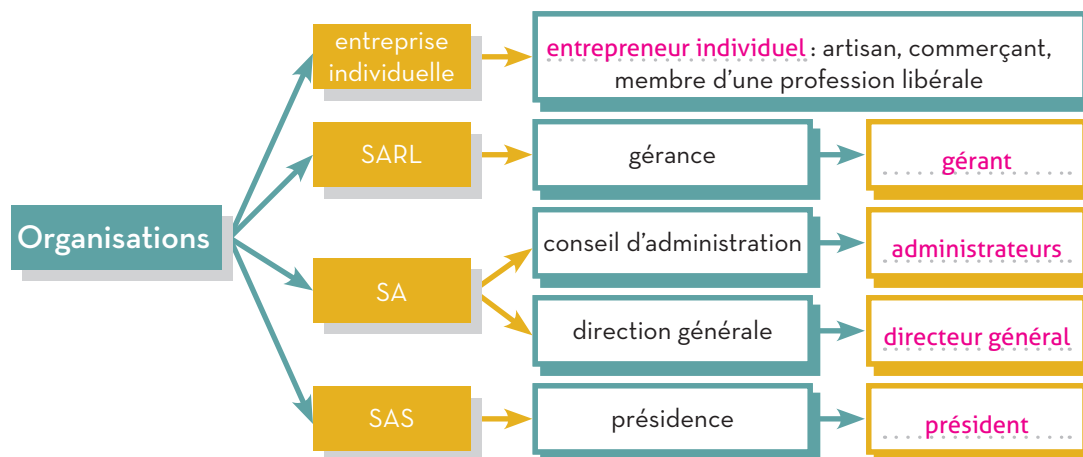 entreprise
individuelle
entrepreneur individuel : artisan, commerçant,
membre d'une profession libérale
SARL
gérance
gérant
Organisations
SA
conseil d'administration
administrateurs
direction générale
directeur général
SAS
présidence
président